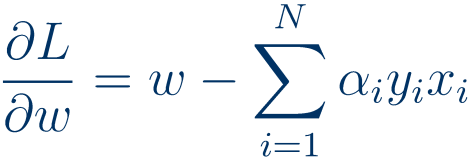 ∂L/∂w = w − ∑_{i=1}^{N} α_i y_i x_i